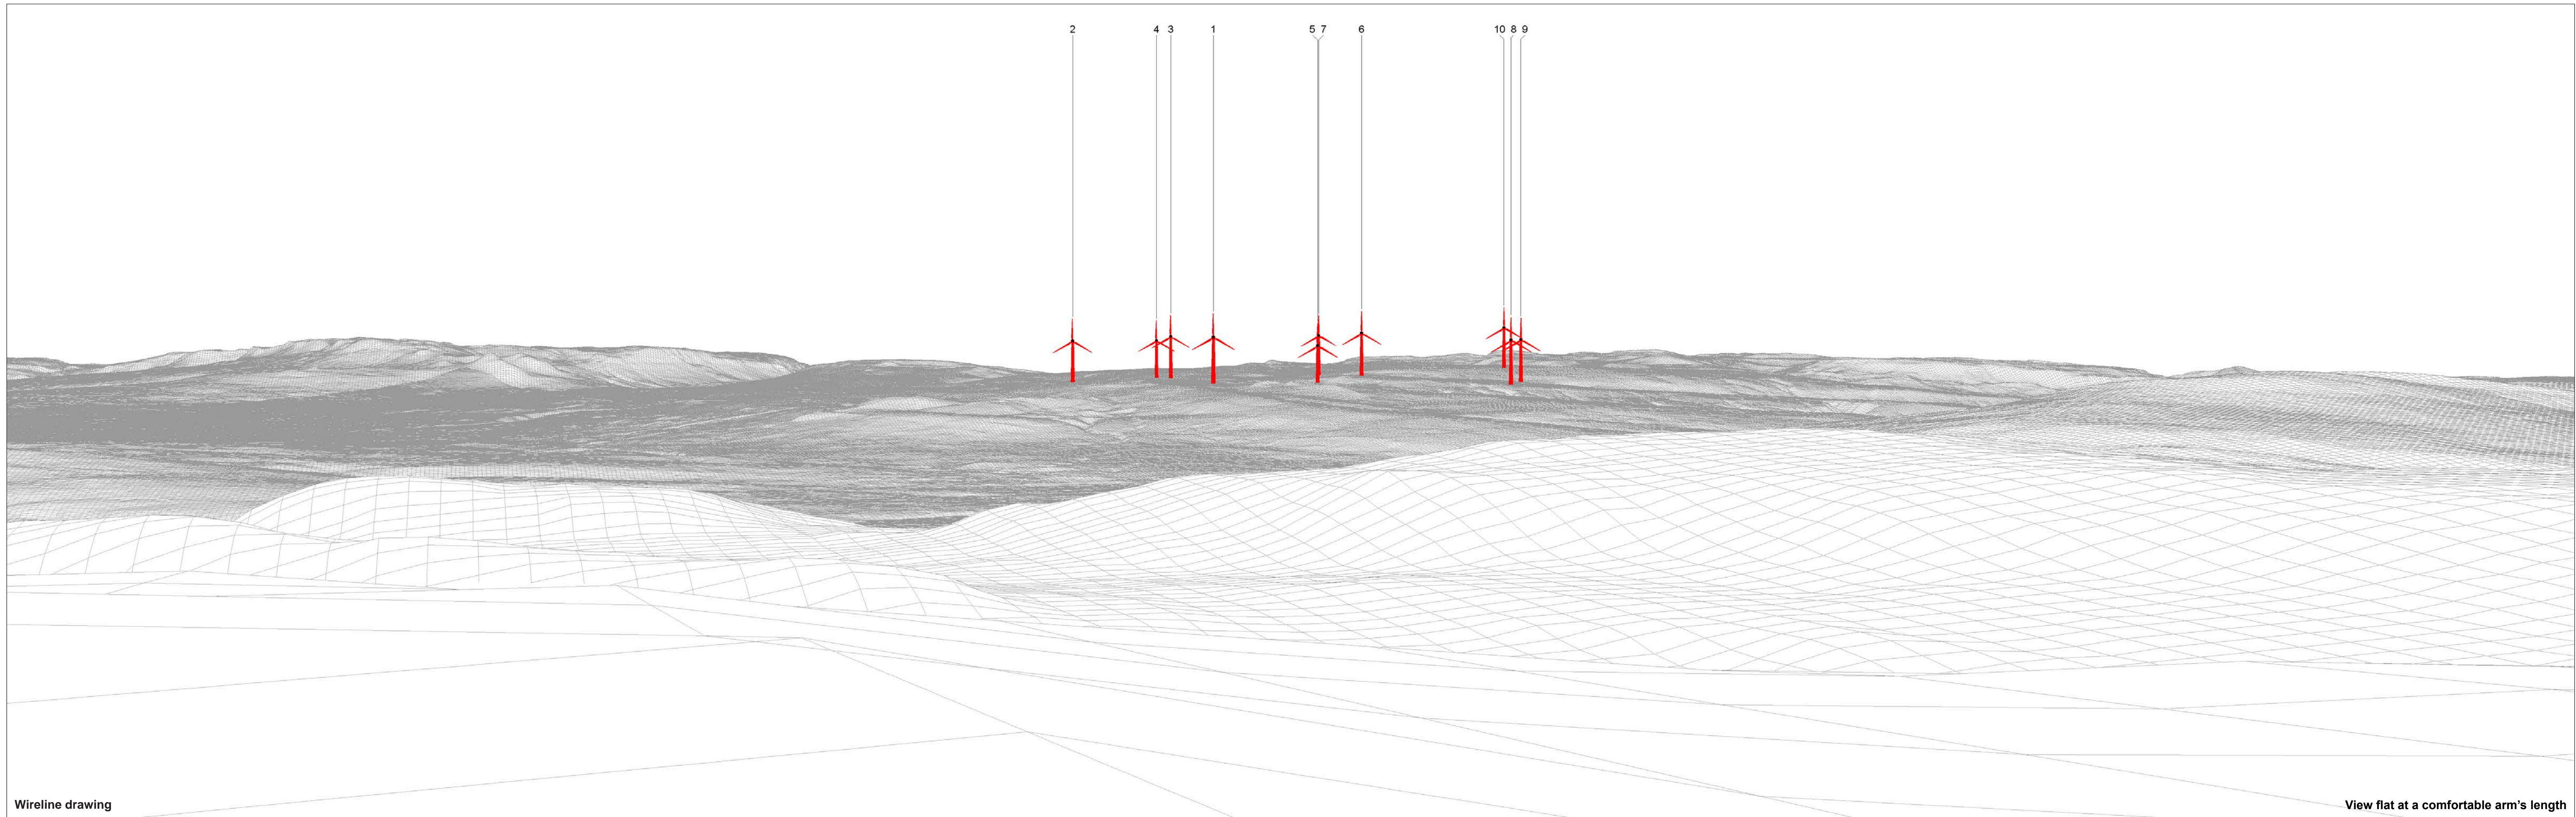 2 4 3 1 5 7 6 10 8 9
Wireline drawing
View flat at a comfortable arm's length